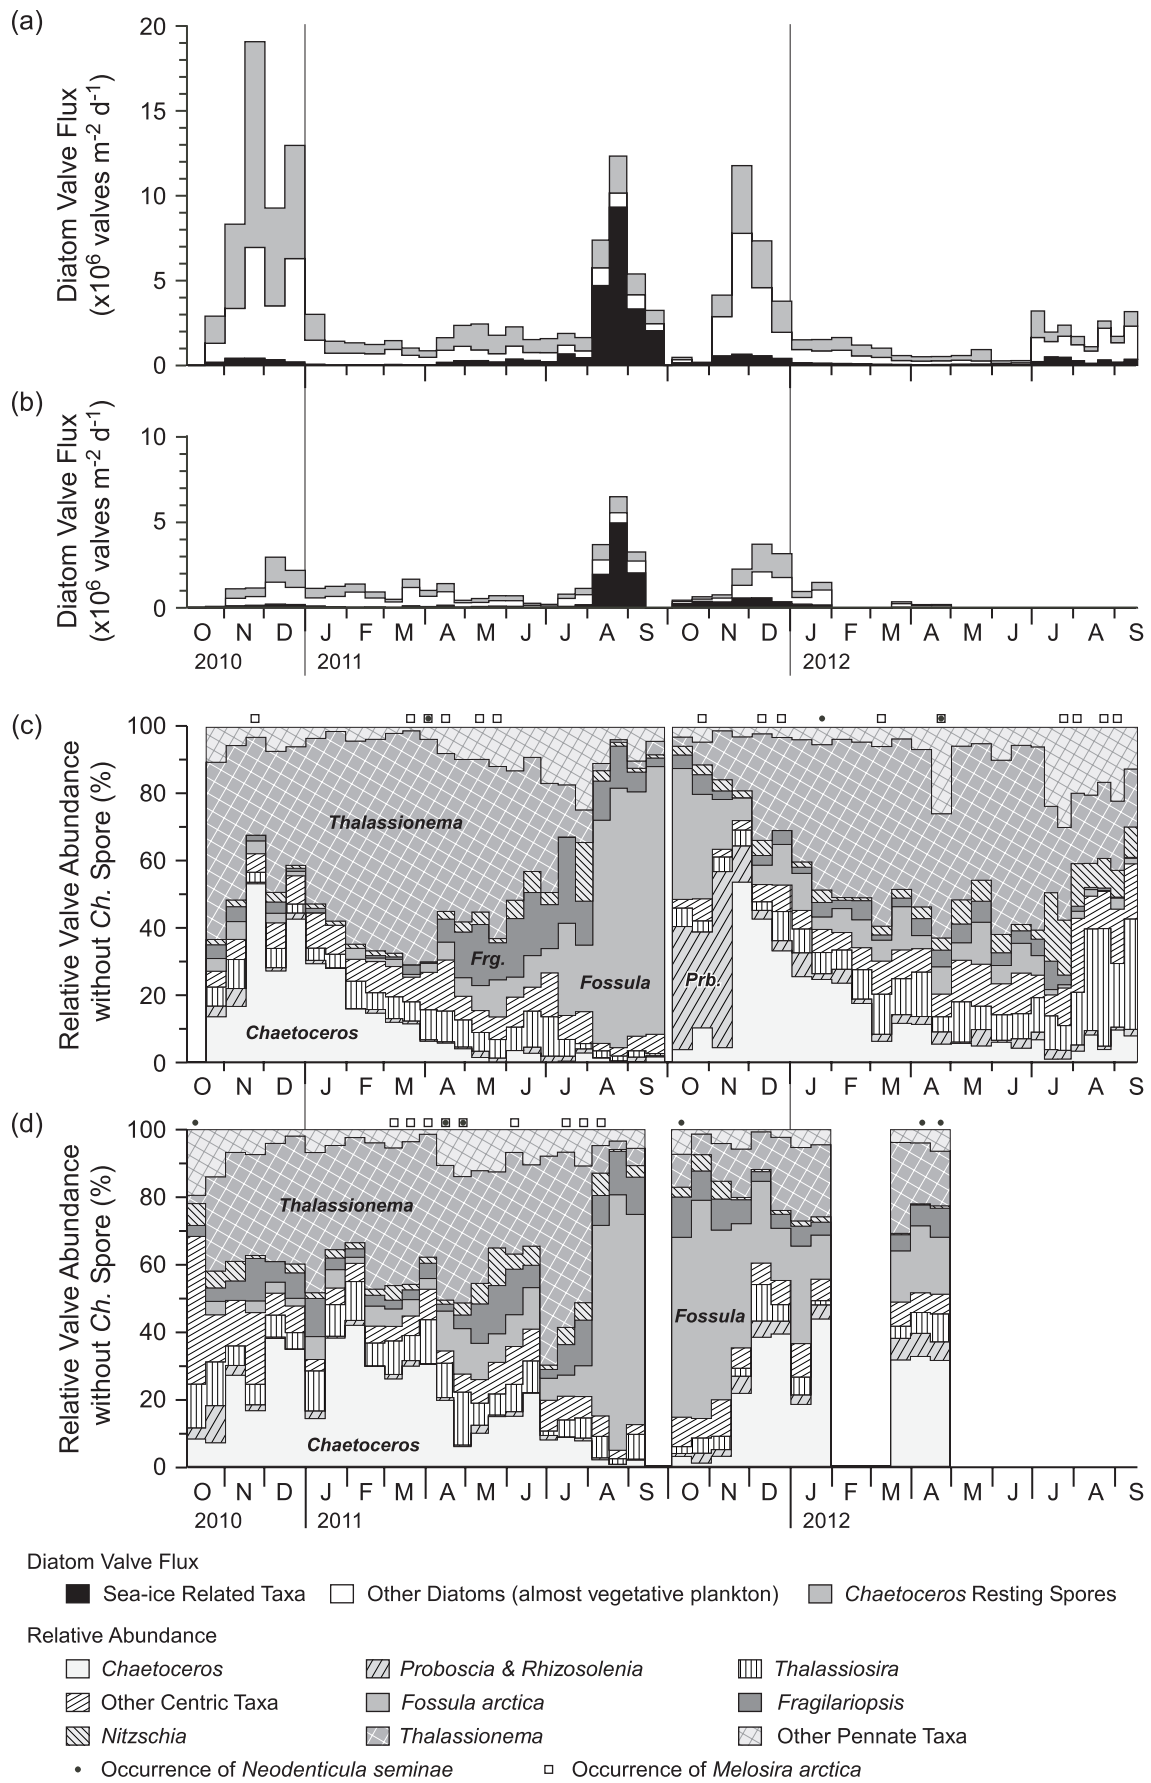 (a)
Diatom Valve Flux
(x10⁶ valves m⁻² d⁻¹)
20
15
10
5
0
(b)
Diatom Valve Flux
(x10⁶ valves m⁻² d⁻¹)
10
5
0
O N D J F M A M J J A S O N D J F M A M J J A S
2010 2011 2012
(c)
Relative Valve Abundance
without Ch. Spore (%)
100
80
60
40
20
0
Thalassionema
Frg.
Fossula
Prb.
Chaetoceros
O N D J F M A M J J A S O N D J F M A M J J A S
(d)
Relative Valve Abundance
without Ch. Spore (%)
100
80
60
40
20
0
Thalassionema
Fossula
Chaetoceros
O N D J F M A M J J A S O N D J F M A M J J A S
2010 2011 2012
Diatom Valve Flux
Sea-ice Related Taxa Other Diatoms (almost vegetative plankton) Chaetoceros Resting Spores
Relative Abundance
Chaetoceros Proboscia & Rhizosolenia Thalassiosira
Other Centric Taxa Fossula arctica Fragilariopsis
Nitzschia Thalassionema Other Pennate Taxa
Occurrence of Neodenticula seminae Occurrence of Melosira arctica